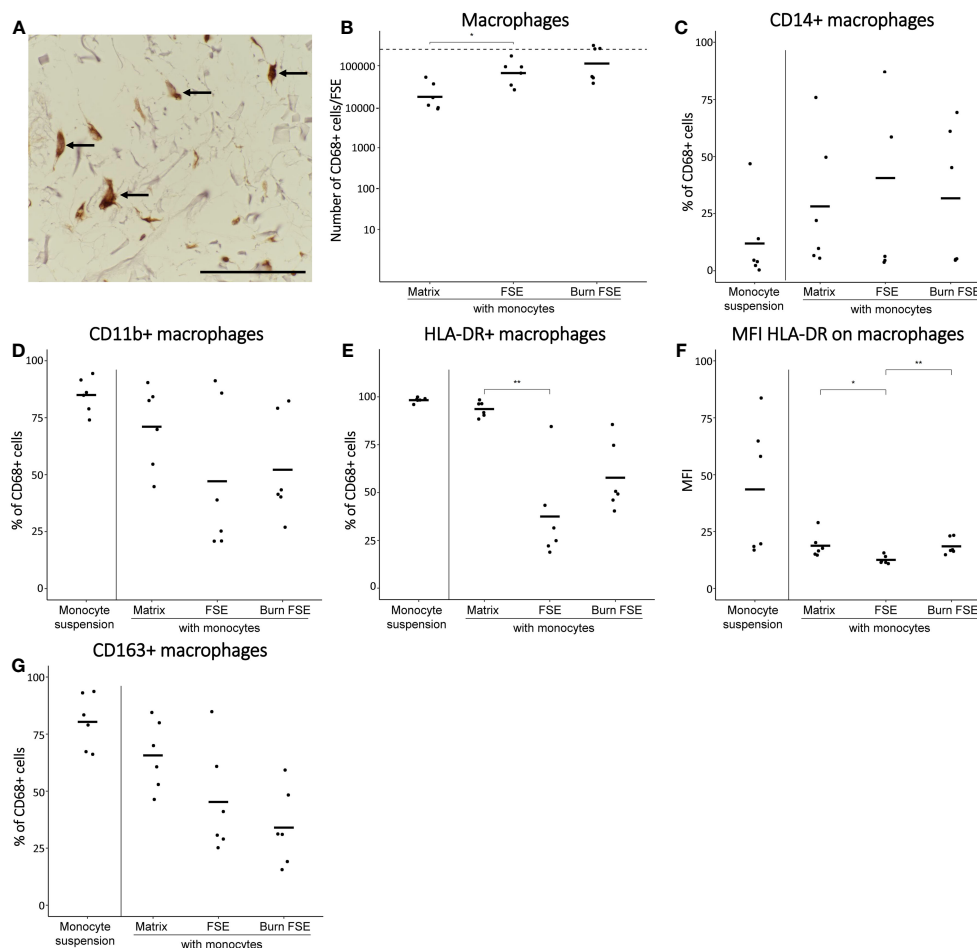 A
B
Macrophages
*
Number of CD68+ cells/FSE
100000
10000
1000
100
10
Matrix
FSE
Burn FSE
with monocytes
C
CD14+ macrophages
% of CD68+ cells
100
75
50
25
0
Monocyte
suspension
Matrix
FSE
Burn FSE
with monocytes
D
CD11b+ macrophages
% of CD68+ cells
100
75
50
25
0
Monocyte
suspension
Matrix
FSE
Burn FSE
with monocytes
E
HLA-DR+ macrophages
**
% of CD68+ cells
100
75
50
25
0
Monocyte
suspension
Matrix
FSE
Burn FSE
with monocytes
F
MFI HLA-DR on macrophages
**
*
MFI
100
75
50
25
0
Monocyte
suspension
Matrix
FSE
Burn FSE
with monocytes
G
CD163+ macrophages
% of CD68+ cells
100
75
50
25
0
Monocyte
suspension
Matrix
FSE
Burn FSE
with monocytes